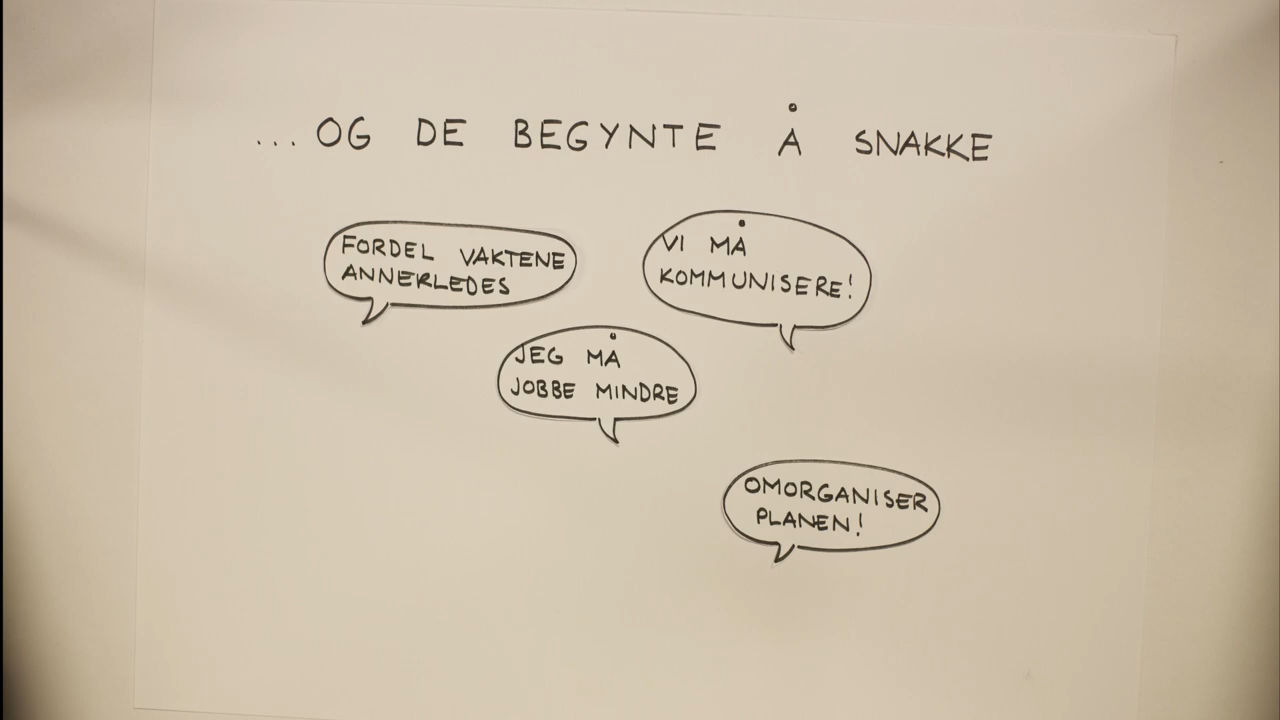 ... OG DE BEGYNTE Å SNAKKE
FORDEL VAKTENE
ANNERLEDES
VI MÅ
KOMMUNISERE!
JEG MÅ
JOBBE MINDRE
OMORGANISER
PLANEN!